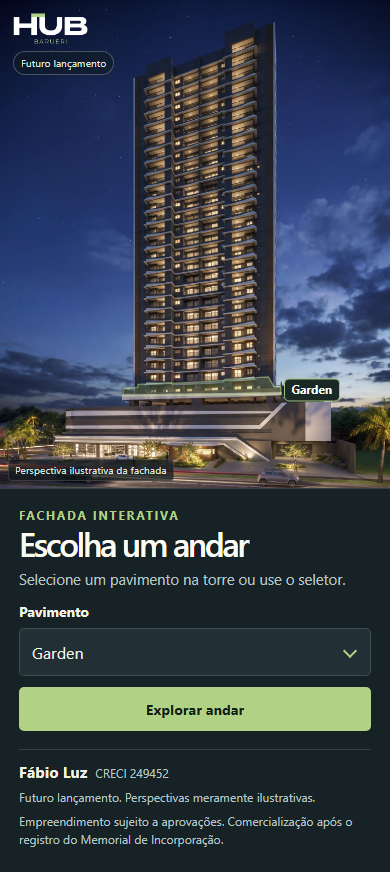 HUB
BARUERI
Futuro lançamento
Garden
Perspectiva ilustrativa da fachada
FACHADA INTERATIVA
Escolha um andar
Selecione um pavimento na torre ou use o seletor.
Pavimento
Garden
Explorar andar
Fábio Luz CRECI 249452
Futuro lançamento. Perspectivas meramente ilustrativas.
Empreendimento sujeito a aprovações. Comercialização após o
registro do Memorial de Incorporação.